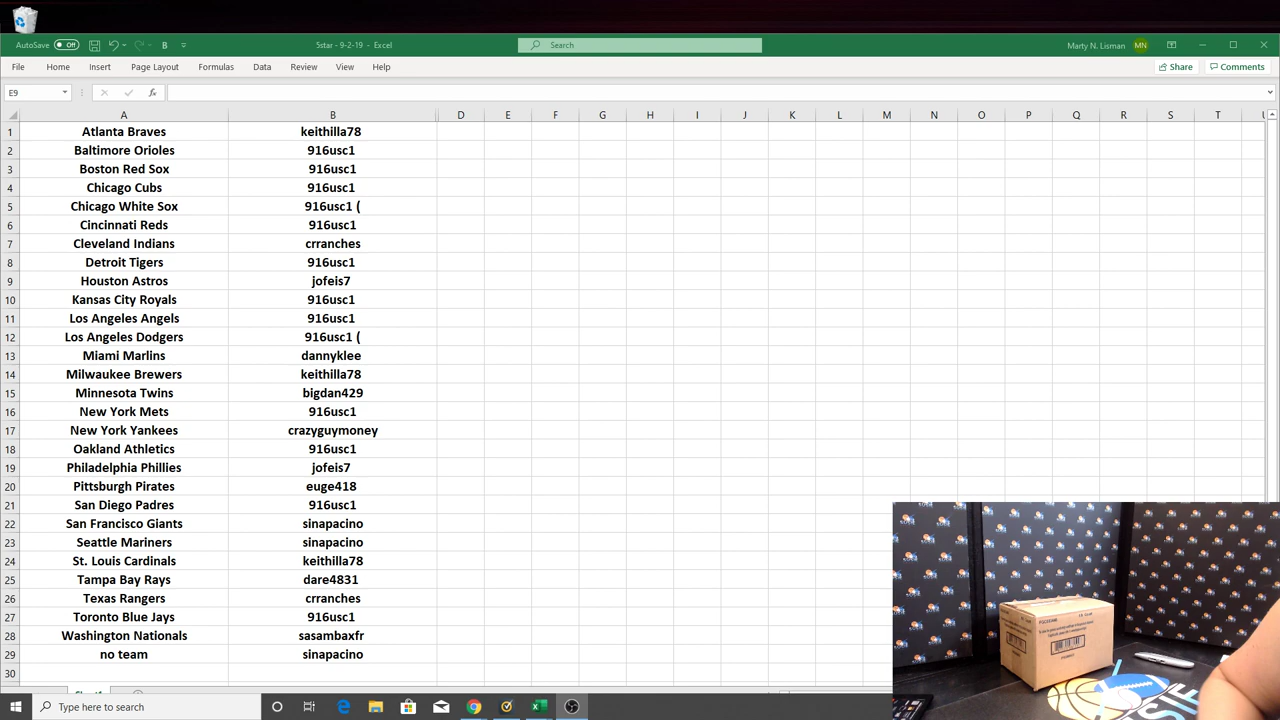 AutoSave Off B 5star - 9-2-19 - Excel Search Marty N. Lisman MN
File Home Insert Page Layout Formulas Data Review View Help Share Comments
E9 fx
A B D E F G H I J K L M N O P Q R S T U
1 Atlanta Braves keithilla78
2 Baltimore Orioles 916usc1
3 Boston Red Sox 916usc1
4 Chicago Cubs 916usc1
5 Chicago White Sox 916usc1 (
6 Cincinnati Reds 916usc1
7 Cleveland Indians crranches
8 Detroit Tigers 916usc1
9 Houston Astros jofeis7
10 Kansas City Royals 916usc1
11 Los Angeles Angels 916usc1
12 Los Angeles Dodgers 916usc1 (
13 Miami Marlins dannyklee
14 Milwaukee Brewers keithilla78
15 Minnesota Twins bigdan429
16 New York Mets 916usc1
17 New York Yankees crazyguymoney
18 Oakland Athletics 916usc1
19 Philadelphia Phillies jofeis7
20 Pittsburgh Pirates euge418
21 San Diego Padres 916usc1
22 San Francisco Giants sinapacino
23 Seattle Mariners sinapacino
24 St. Louis Cardinals keithilla78
25 Tampa Bay Rays dare4831
26 Texas Rangers crranches
27 Toronto Blue Jays 916usc1
28 Washington Nationals sasambaxfr
29 no team sinapacino
30
Type here to search